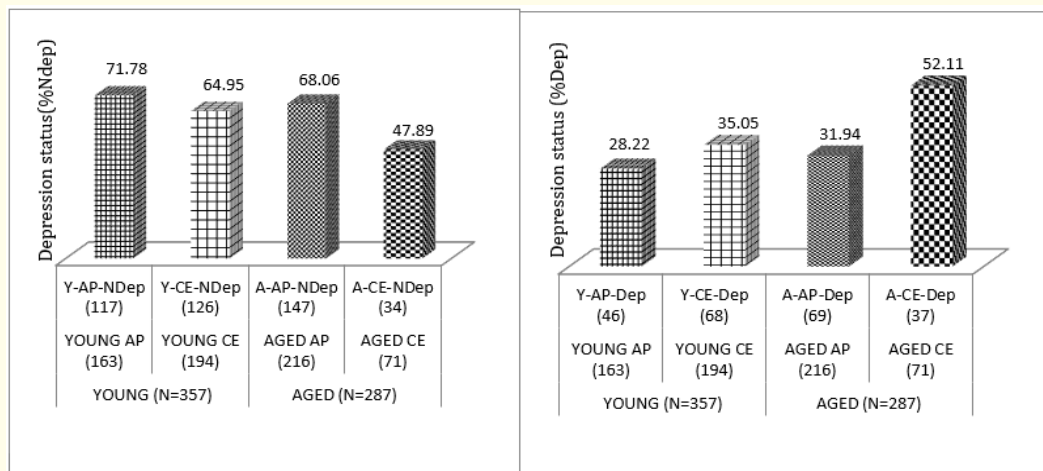 Depression status(%Ndep)
71.78
64.95
68.06
47.89
Y-AP-NDep Y-CE-NDep A-AP-NDep A-CE-NDep
(117) (126) (147) (34)
YOUNG AP YOUNG CE AGED AP AGED CE
(163) (194) (216) (71)
YOUNG (N=357) AGED (N=287)
Depression status (%Dep)
28.22
35.05
31.94
52.11
Y-AP-Dep Y-CE-Dep A-AP-Dep A-CE-Dep
(46) (68) (69) (37)
YOUNG AP YOUNG CE AGED AP AGED CE
(163) (194) (216) (71)
YOUNG (N=357) AGED (N=287)